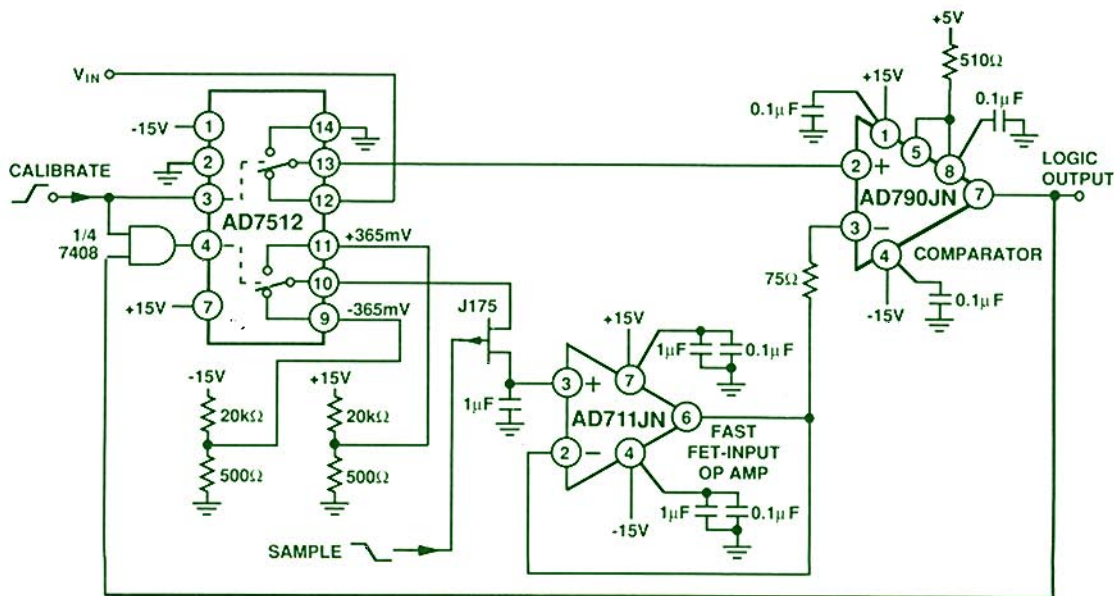 +5V
510Ω
+15V
0.1µF
0.1µF
V_IN
-15V
1
14
2
13
CALIBRATE
3
12
AD7512
1/4
7408
4
11
+365mV
10
+15V
7
9
-365mV
1
5
8
2
+
AD790JN
7
LOGIC
OUTPUT
3
−
4
COMPARATOR
75Ω
-15V
0.1µF
J175
-15V
+15V
20kΩ
20kΩ
500Ω
500Ω
1µF
+15V
1µF
0.1µF
3
+
7
AD711JN
6
2
−
4
FAST
FET-INPUT
OP AMP
-15V
1µF
0.1µF
SAMPLE